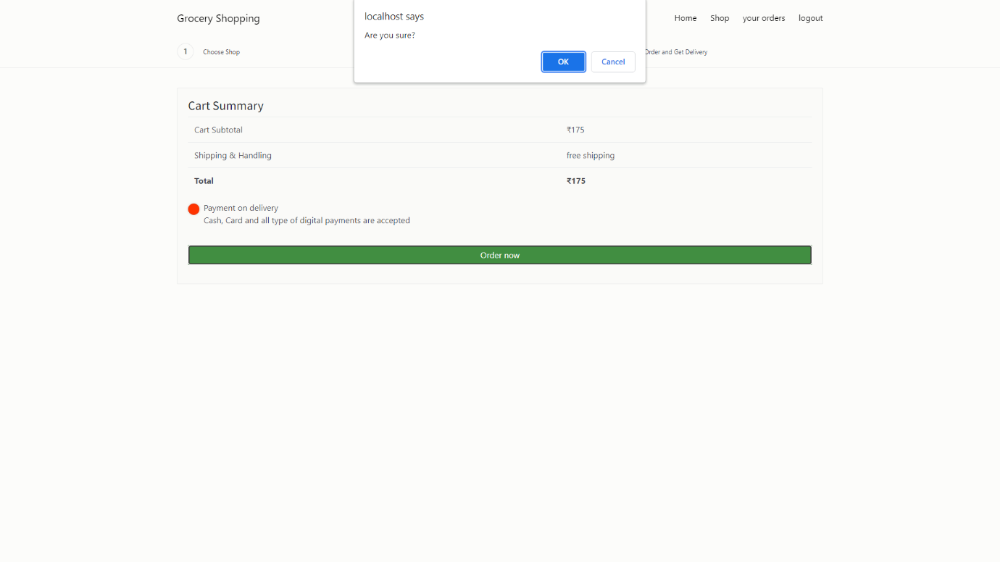 Grocery Shopping
localhost says
Are you sure?
OK Cancel
Home Shop your orders logout
1 Choose Shop
Order and Get Delivery
Cart Summary
Cart Subtotal ₹175
Shipping & Handling free shipping
Total ₹175
Payment on delivery
Cash, Card and all type of digital payments are accepted
Order now